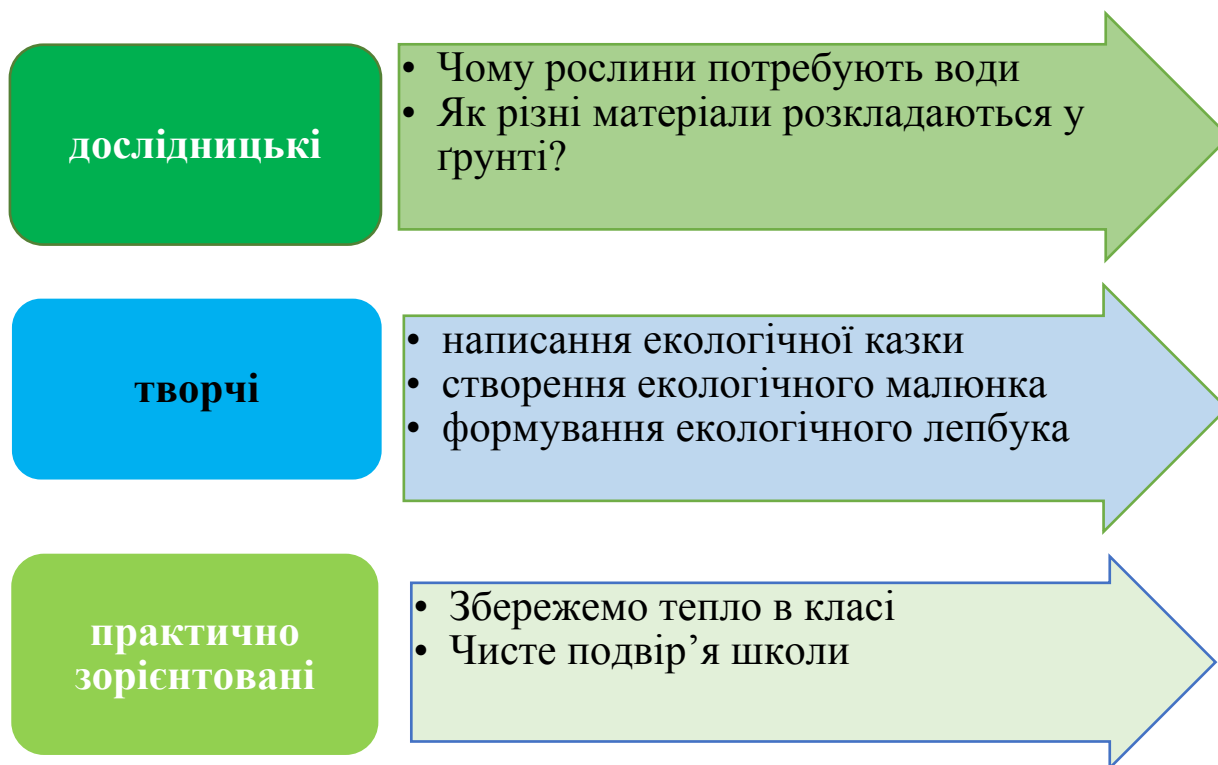 дослідницькі
• Чому рослини потребують води
• Як різні матеріали розкладаються у
ґрунті?
творчі
• написання екологічної казки
• створення екологічного малюнка
• формування екологічного лепбука
практично
зорієнтовані
• Збережемо тепло в класі
• Чисте подвір’я школи